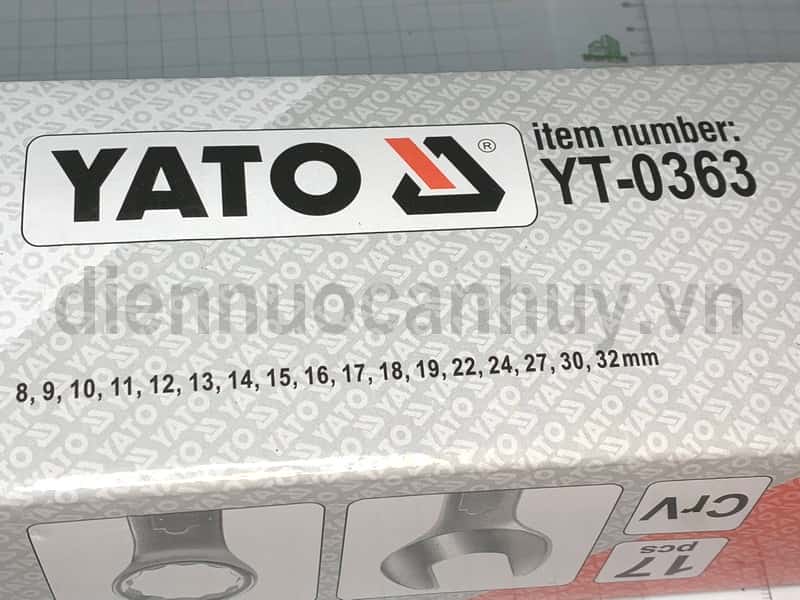 YATO ®
item number:
YT-0363
diennuocanhuy.vn
8, 9, 10, 11, 12, 13, 14, 15, 16, 17, 18, 19, 22, 24, 27, 30, 32mm
CrV
17
pcs